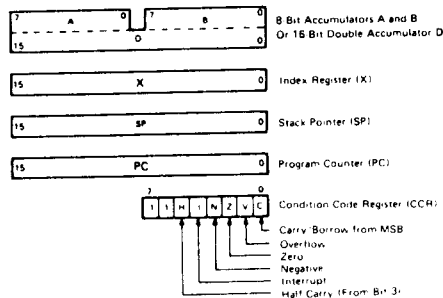 7 A 0 7 B 0
15 D 0
8 Bit Accumulators A and B
Or 16 Bit Double Accumulator D
15 X 0
Index Register (X)
15 SP 0
Stack Pointer (SP)
15 PC 0
Program Counter (PC)
7 0
1 1 H I N Z V C
Condition Code Register (CCR)
Carry/Borrow from MSB
Overflow
Zero
Negative
Interrupt
Half Carry (From Bit 3)